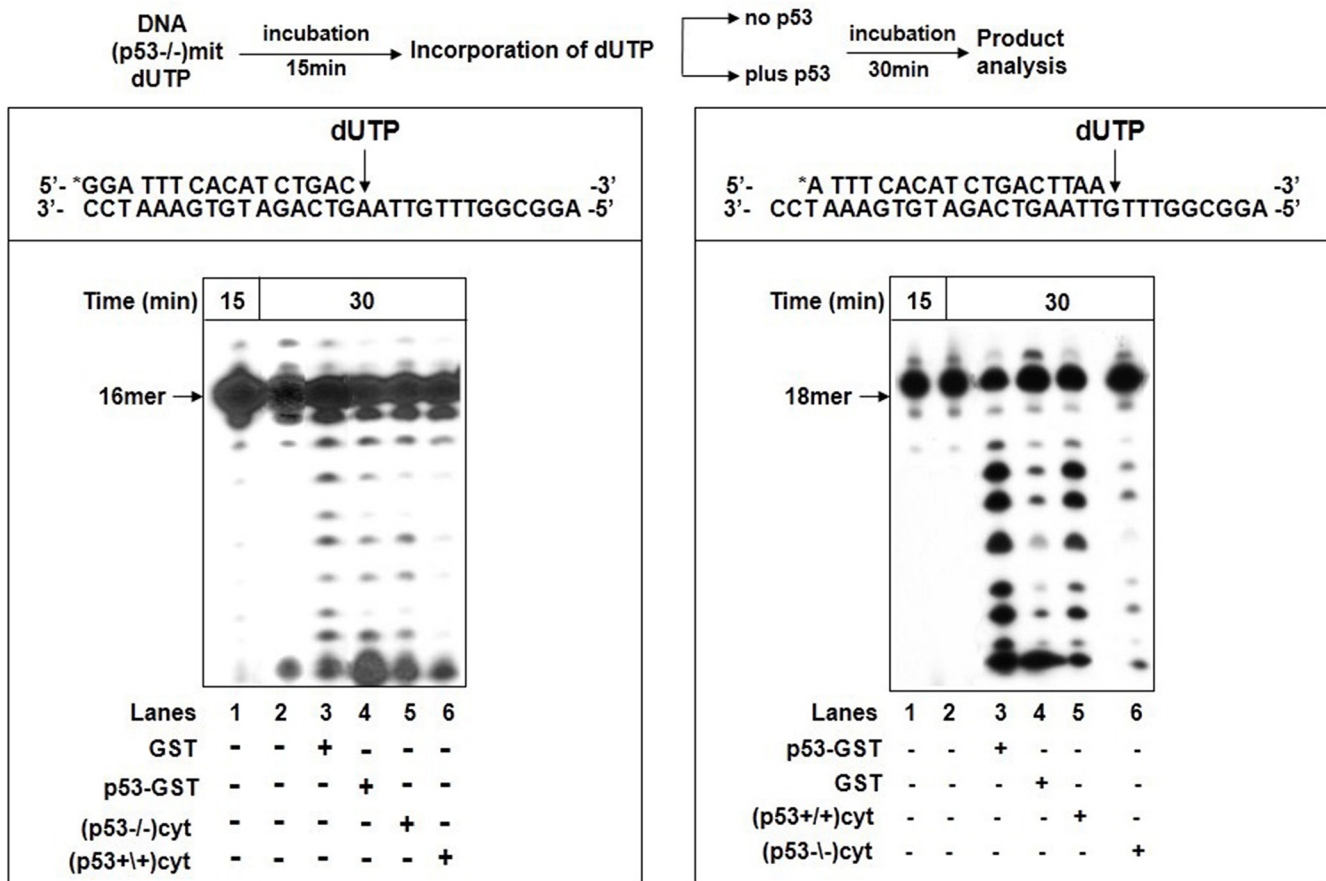 DNA
(p53-/-)mit
dUTP
incubation
15min
Incorporation of dUTP
no p53
plus p53
incubation
30min
Product
analysis
dUTP
5'- *GGA TTT CACAT CTGAC -3'
3'- CCT AAAGTGT AGACTGAATTGTTTGGCGGA -5'
Time (min) 15 30
16mer
Lanes 1 2 3 4 5 6
GST - - + - - -
p53-GST - - - + - -
(p53-/-)cyt - - - - + -
(p53+\+)cyt - - - - - +
dUTP
5'- *A TTT CACAT CTGACTTAA -3'
3'- CCT AAAGTGT AGACTGAATTGTTTGGCGGA -5'
Time (min) 15 30
18mer
Lanes 1 2 3 4 5 6
p53-GST - - + - - -
GST - - - + - -
(p53+/+)cyt - - - - + -
(p53-\-)cyt - - - - - +